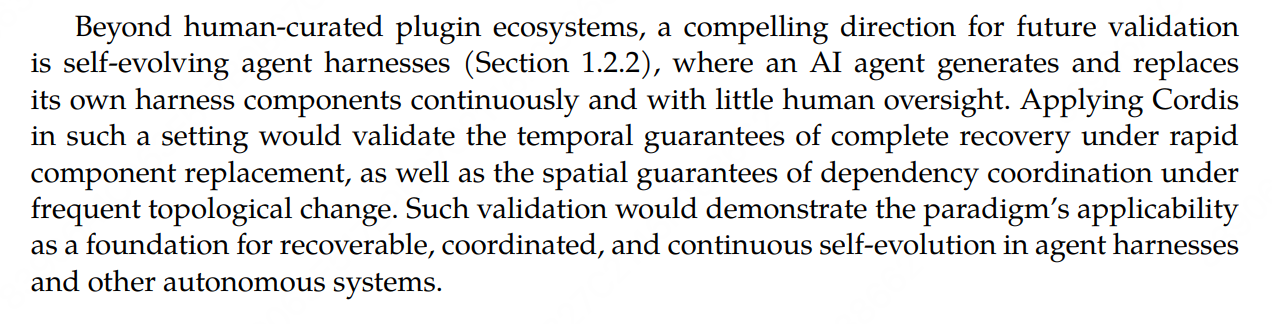 Beyond human-curated plugin ecosystems, a compelling direction for future validation
is self-evolving agent harnesses (Section 1.2.2), where an AI agent generates and replaces
its own harness components continuously and with little human oversight. Applying Cordis
in such a setting would validate the temporal guarantees of complete recovery under rapid
component replacement, as well as the spatial guarantees of dependency coordination under
frequent topological change. Such validation would demonstrate the paradigm’s applicability
as a foundation for recoverable, coordinated, and continuous self-evolution in agent harnesses
and other autonomous systems.